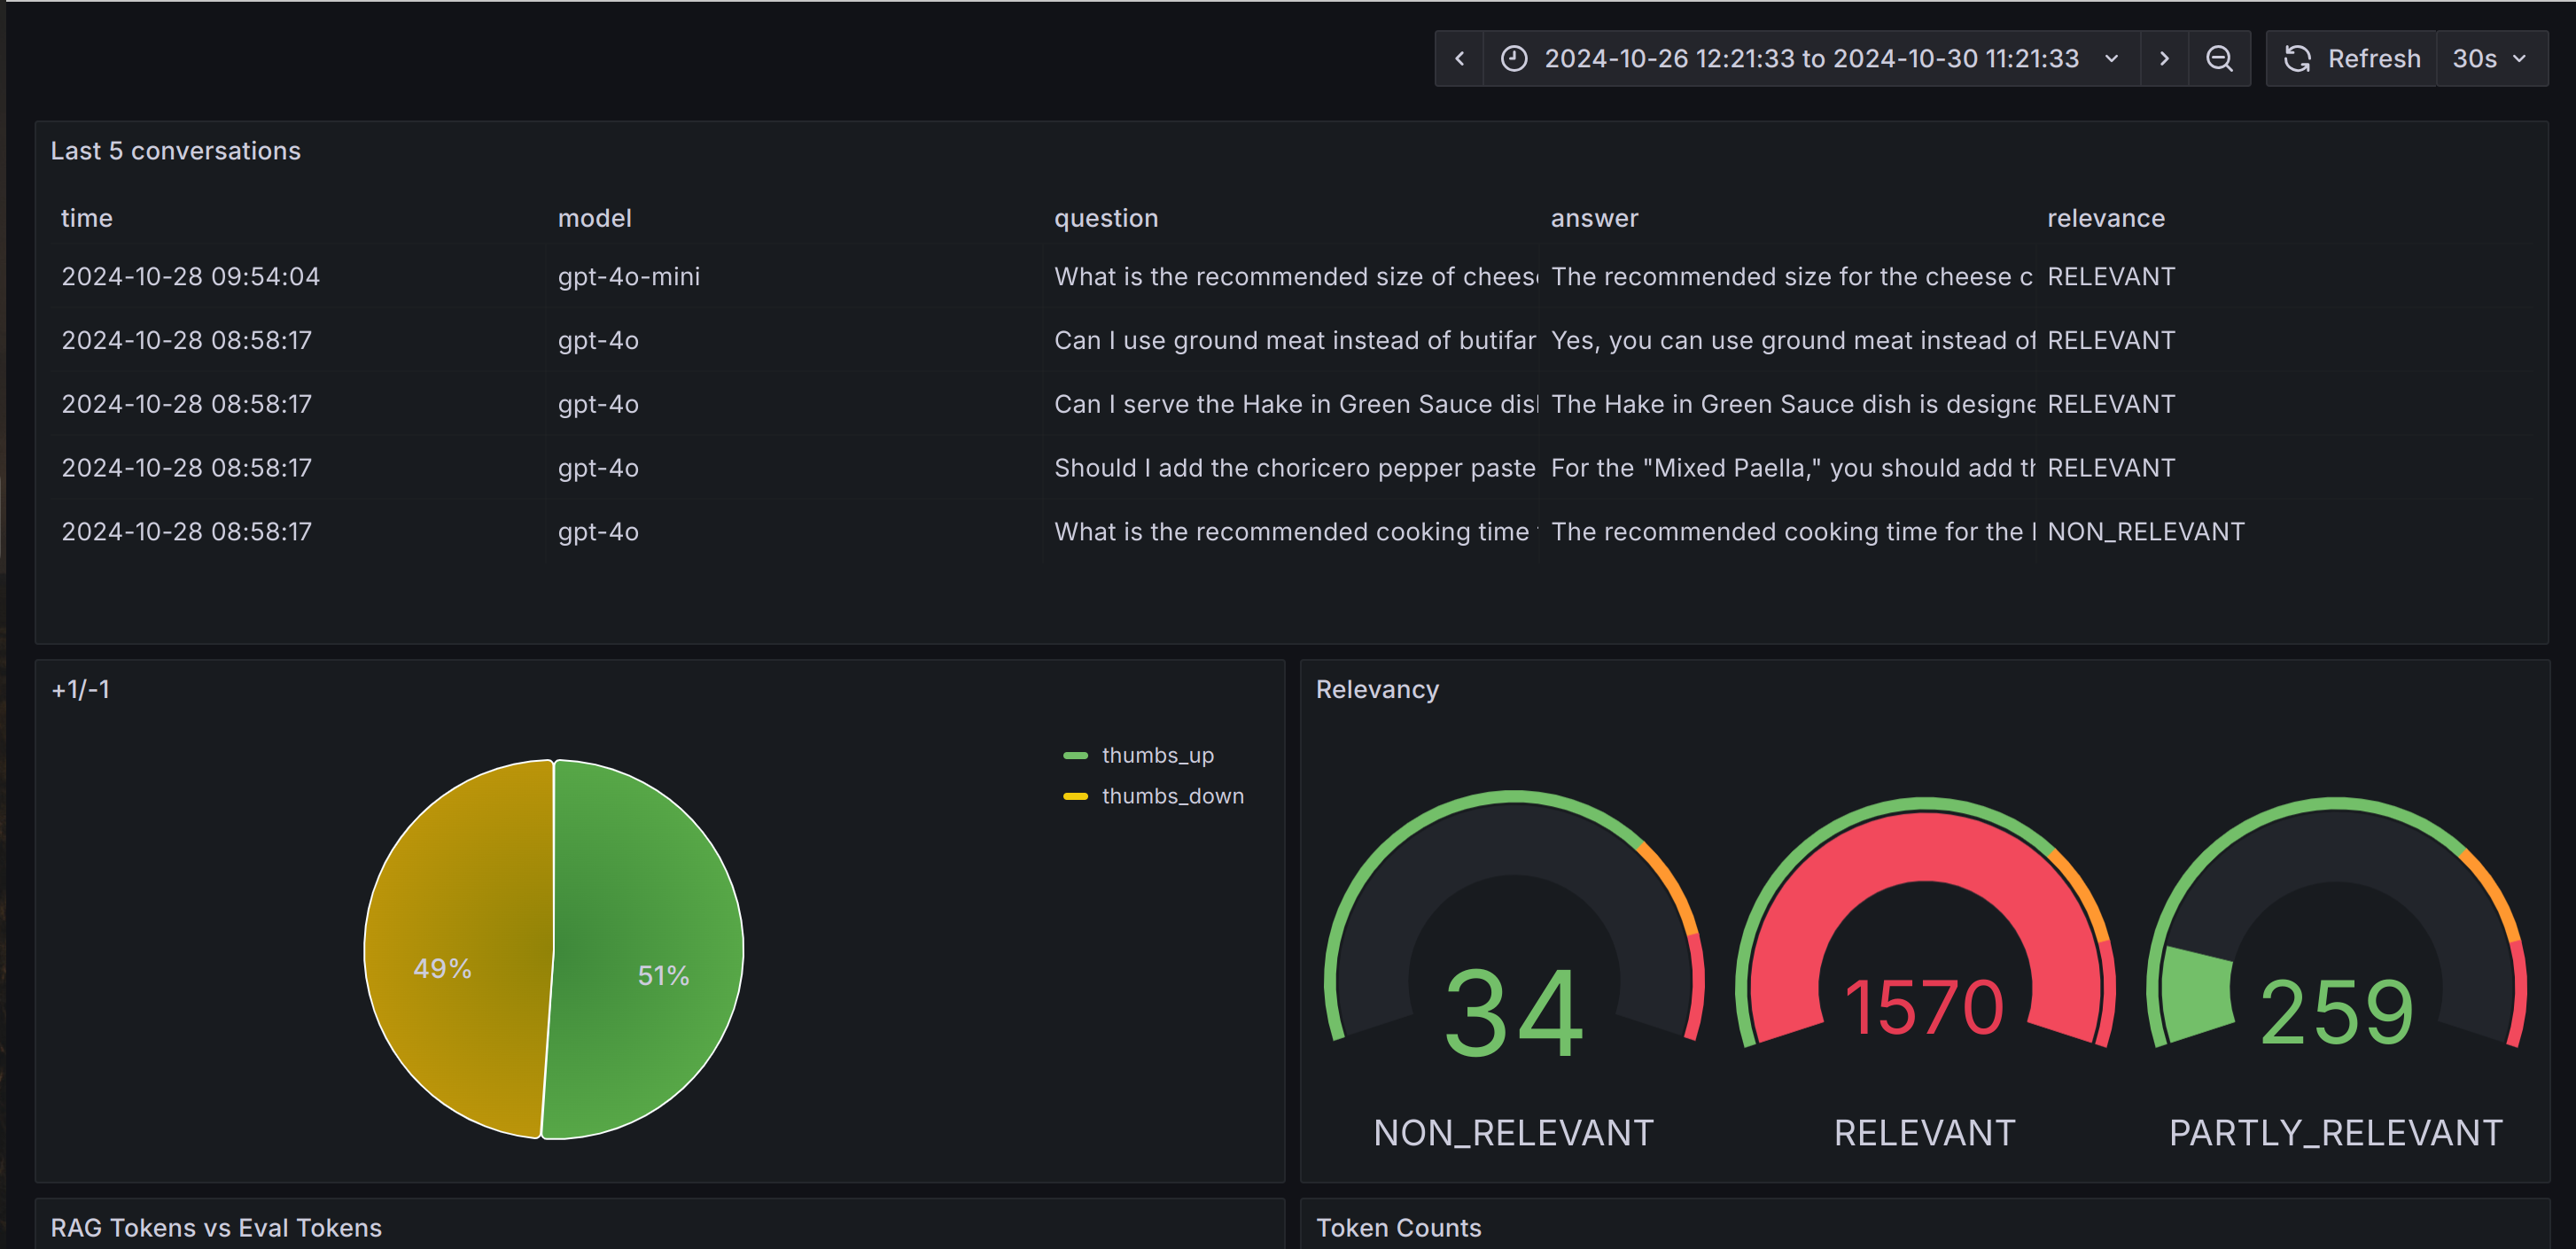 2024-10-26 12:21:33 to 2024-10-30 11:21:33
Refresh
30s
Last 5 conversations
time model question answer relevance
2024-10-28 09:54:04 gpt-4o-mini What is the recommended size of chees The recommended size for the cheese c RELEVANT
2024-10-28 08:58:17 gpt-4o Can I use ground meat instead of butifar Yes, you can use ground meat instead of RELEVANT
2024-10-28 08:58:17 gpt-4o Can I serve the Hake in Green Sauce dis The Hake in Green Sauce dish is designe RELEVANT
2024-10-28 08:58:17 gpt-4o Should I add the choricero pepper paste For the "Mixed Paella," you should add t RELEVANT
2024-10-28 08:58:17 gpt-4o What is the recommended cooking time The recommended cooking time for the NON_RELEVANT
+1/-1
thumbs_up
thumbs_down
49%
51%
Relevancy
34
1570
259
NON_RELEVANT
RELEVANT
PARTLY_RELEVANT
RAG Tokens vs Eval Tokens
Token Counts